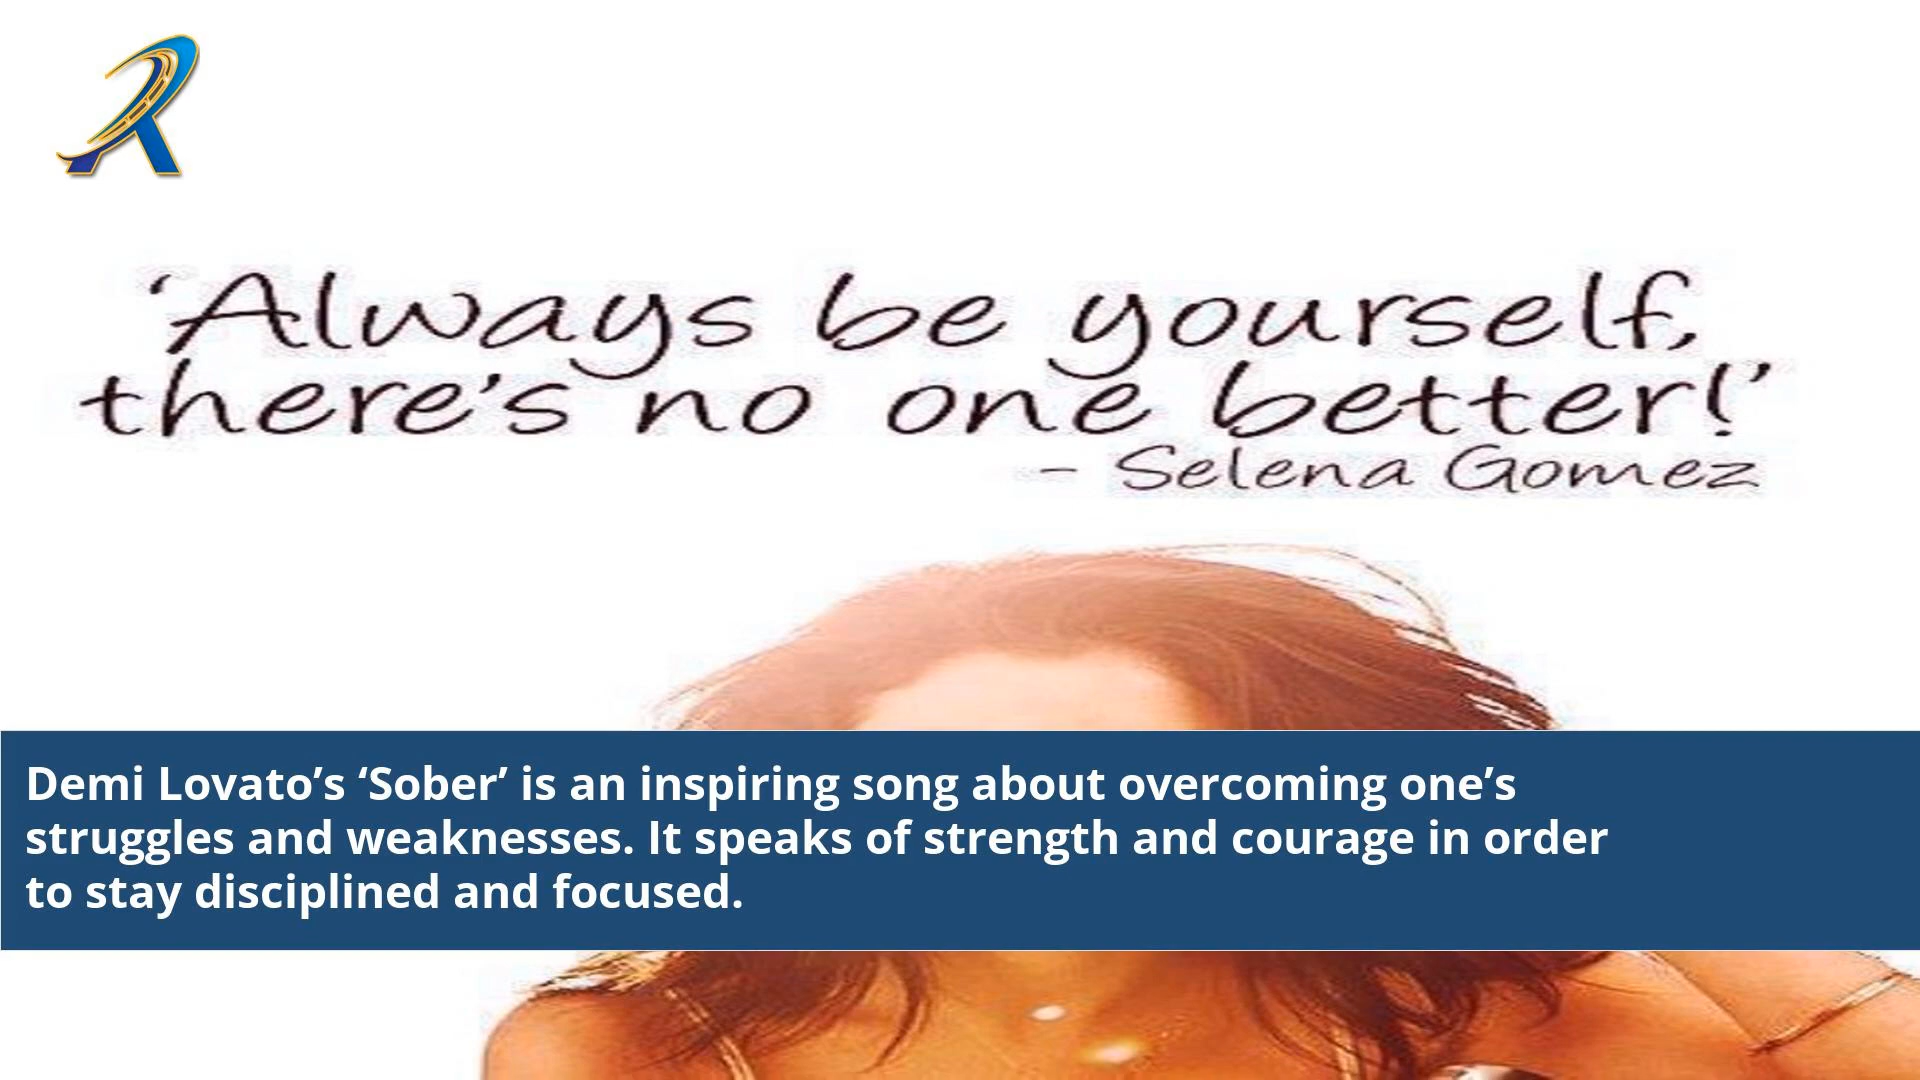 ‘Always be yourself,
there’s no one better!’
- Selena Gomez
Demi Lovato’s ‘Sober’ is an inspiring song about overcoming one’s
struggles and weaknesses. It speaks of strength and courage in order
to stay disciplined and focused.